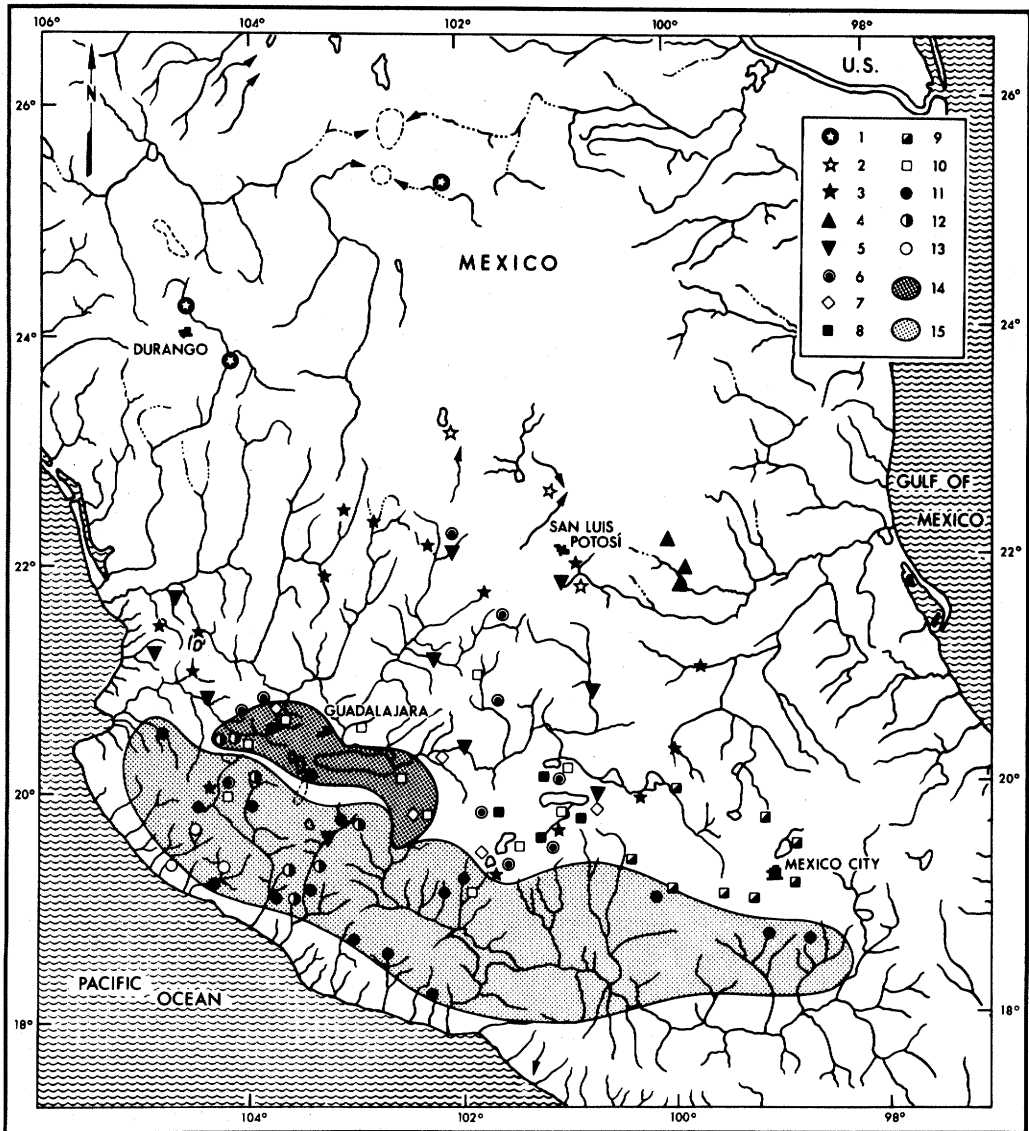 106° 104° 102° 100° 98°
U.S.
N
26° 26°
1 9
2 10
3 11
4 12
5 13
6 14
7
8 15
MEXICO
24° 24°
DURANGO
GULF OF
MEXICO
SAN LUIS
POTOSÍ
22° 22°
GUADALAJARA
20° 20°
MEXICO CITY
PACIFIC
OCEAN
18° 18°
104° 102° 100° 98°